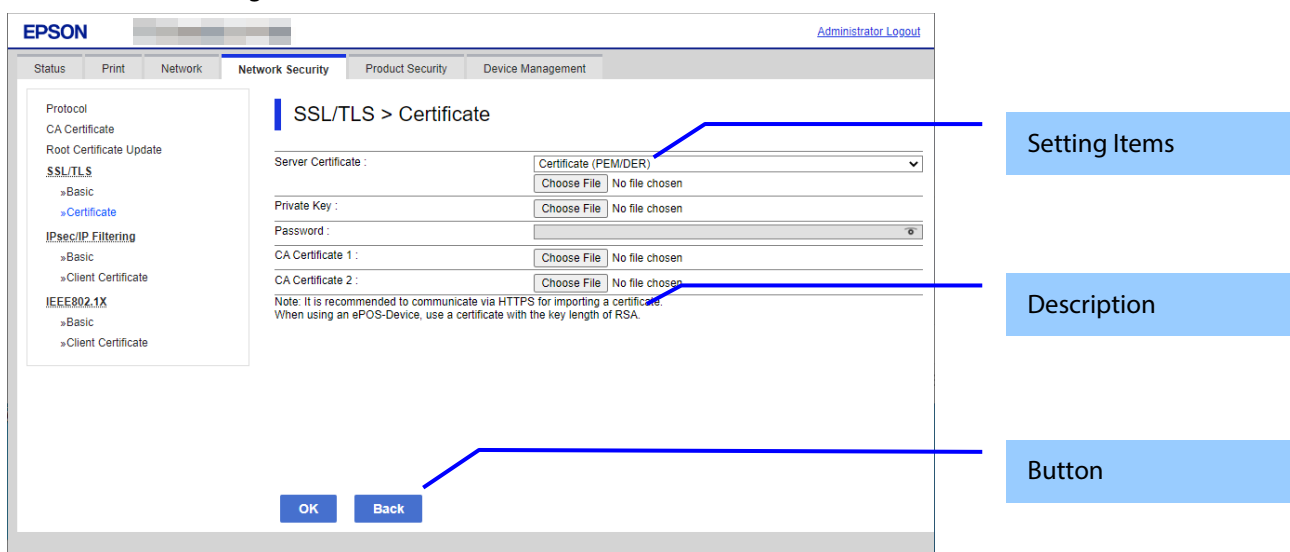 EPSON
Administrator Logout
Status Print Network Network Security Product Security Device Management
Protocol
CA Certificate
Root Certificate Update
SSL/TLS
»Basic
»Certificate
IPsec/IP Filtering
»Basic
»Client Certificate
IEEE802.1X
»Basic
»Client Certificate
SSL/TLS > Certificate
Server Certificate : Certificate (PEM/DER)
Choose File No file chosen
Private Key : Choose File No file chosen
Password :
CA Certificate 1 : Choose File No file chosen
CA Certificate 2 : Choose File No file chosen
Note: It is recommended to communicate via HTTPS for importing a certificate.
When using an ePOS-Device, use a certificate with the key length of RSA.
OK Back
Setting Items
Description
Button